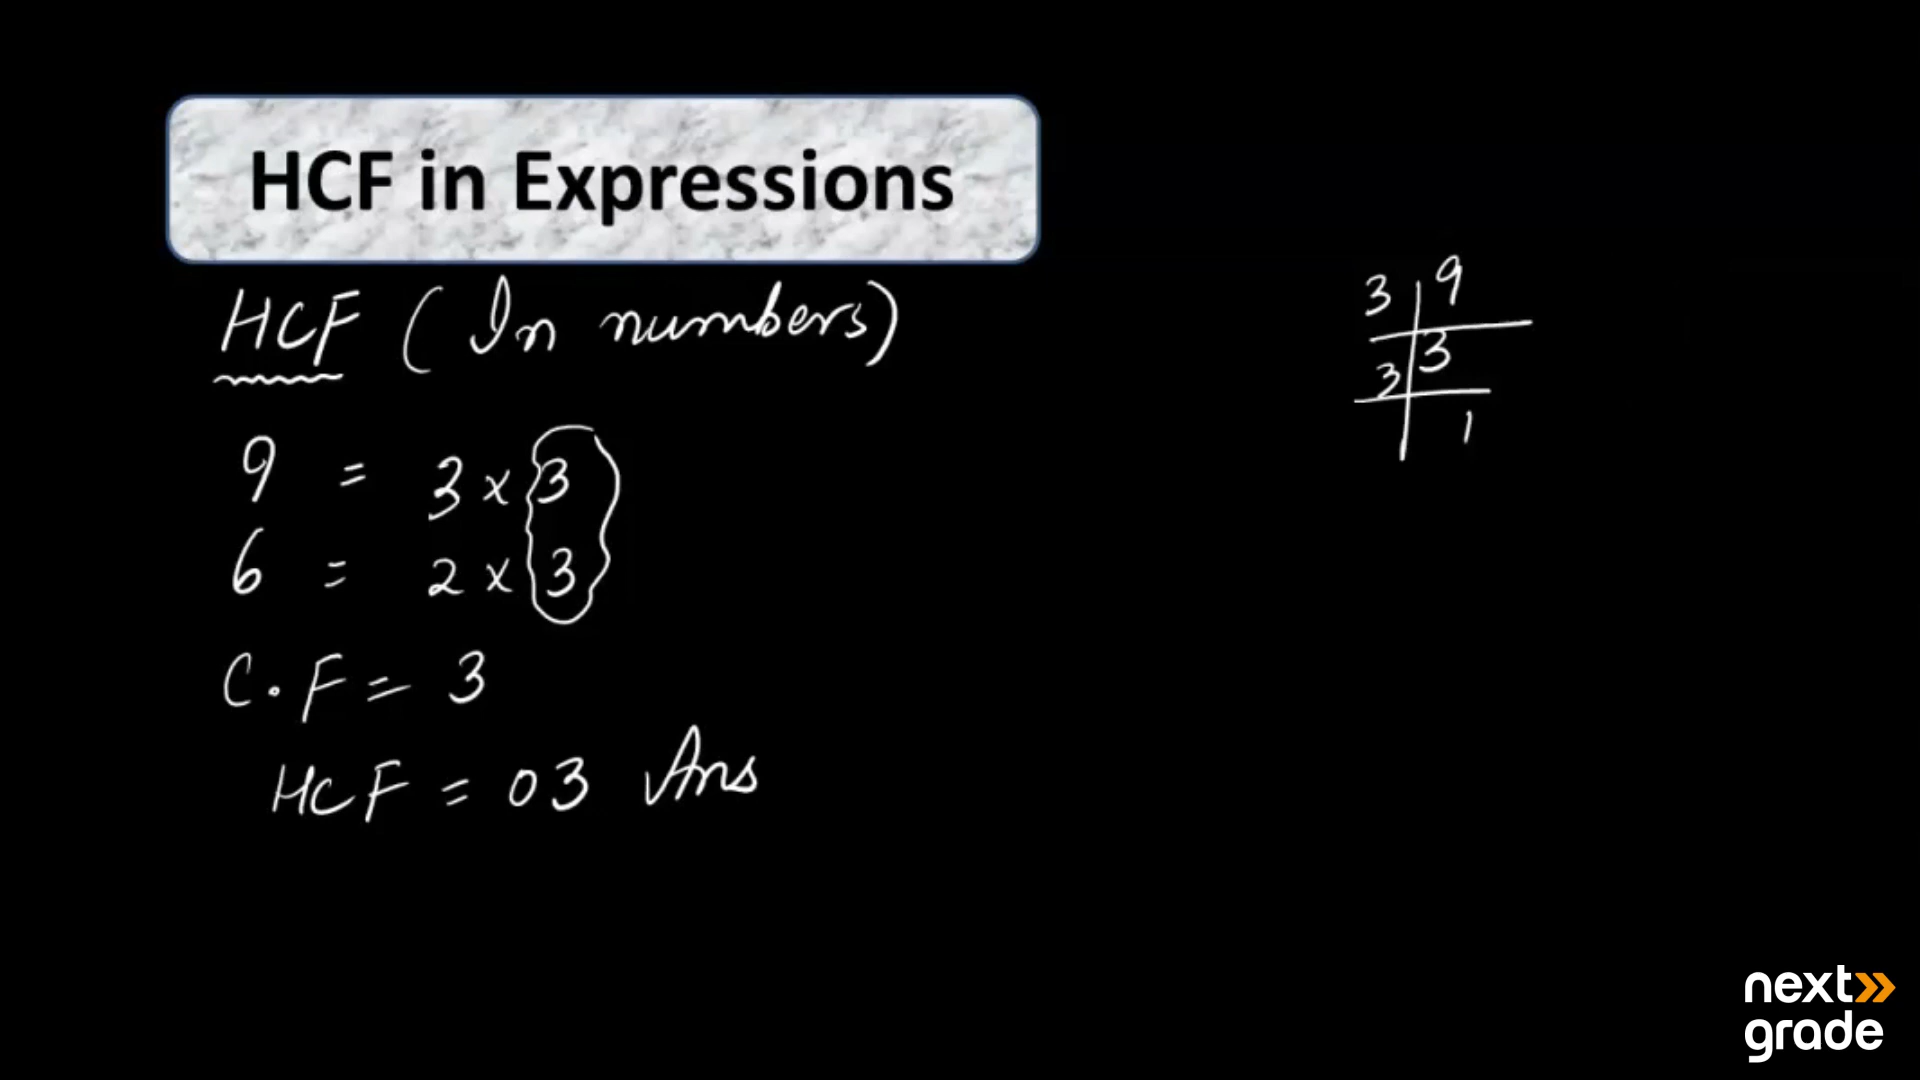 HCF in Expressions
HCF (In numbers)
9 = 3 x 3
6 = 2 x 3
C.F = 3
HCF = 03 Ans
3 9
3 3
1
next
grade